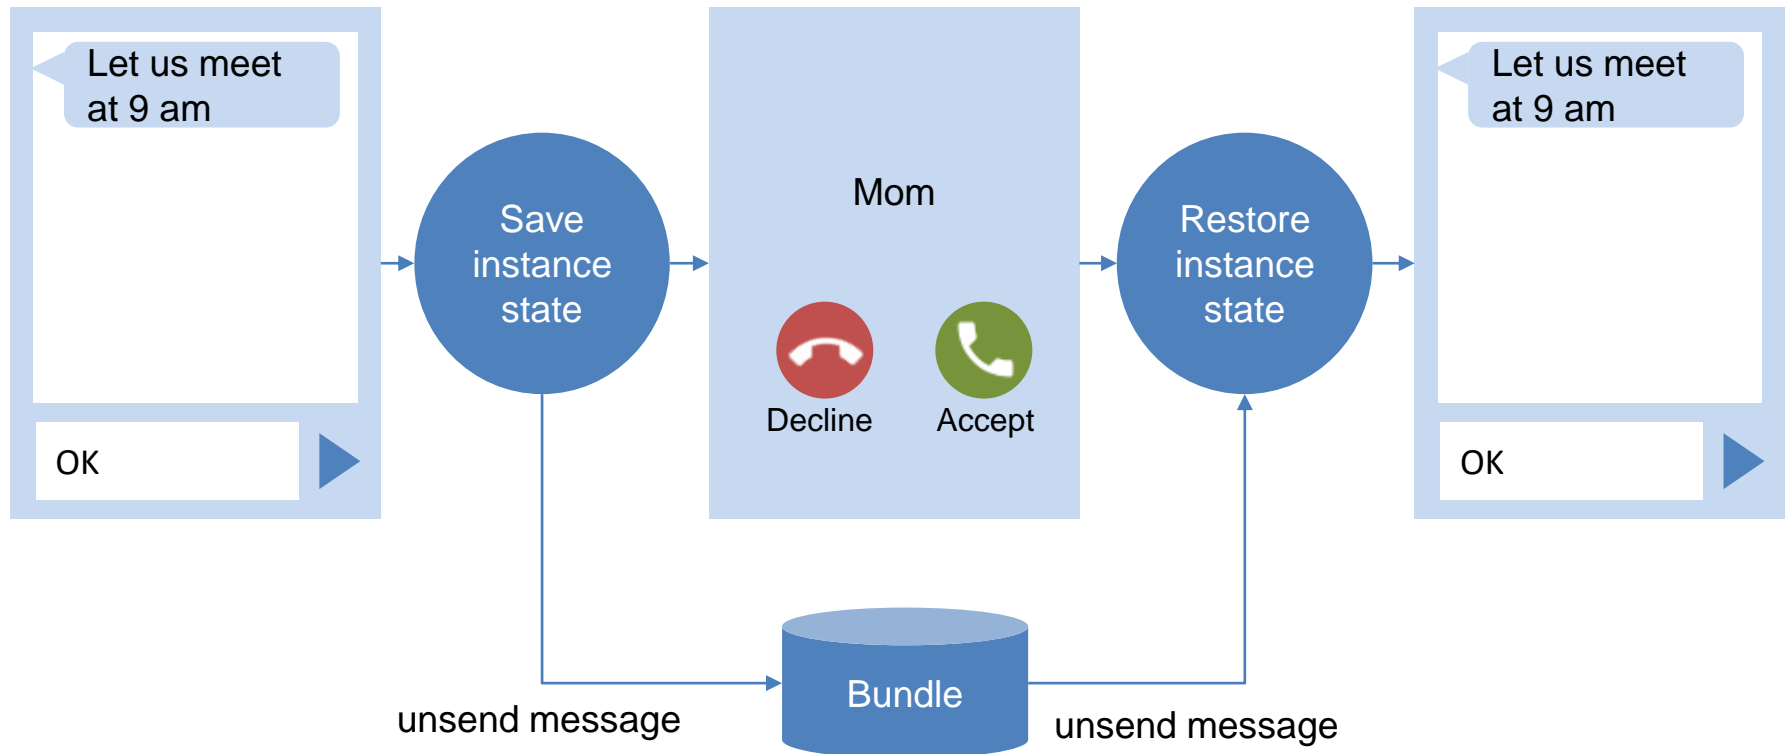 Let us meet
at 9 am
OK
Save
instance
state
Mom
Decline
Accept
Restore
instance
state
Let us meet
at 9 am
OK
unsend message
Bundle
unsend message